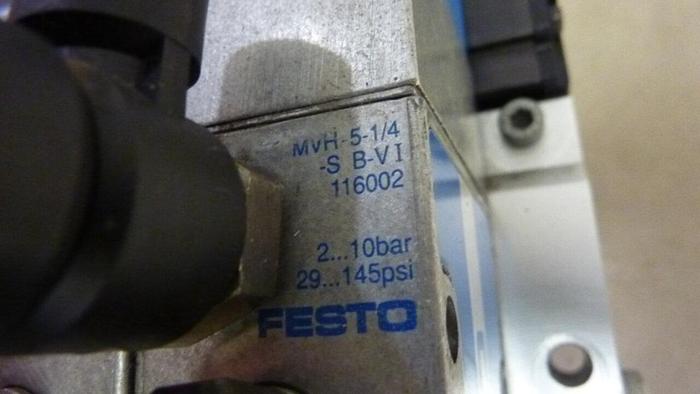 MVH-5-1/4
-S B-VI
116002
2...10bar
29...145psi
FESTO